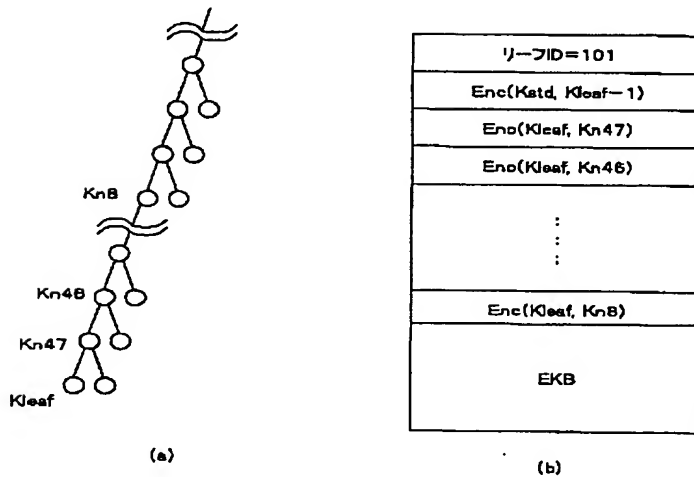 Kn8
Kn46
Kn47
Kleaf
(a)
リーフID=101
Enc(Kstd, Kleaf-1)
Enc(Kleaf, Kn47)
Enc(Kleaf, Kn46)
Enc(Kleaf, Kn8)
EKB
(b)